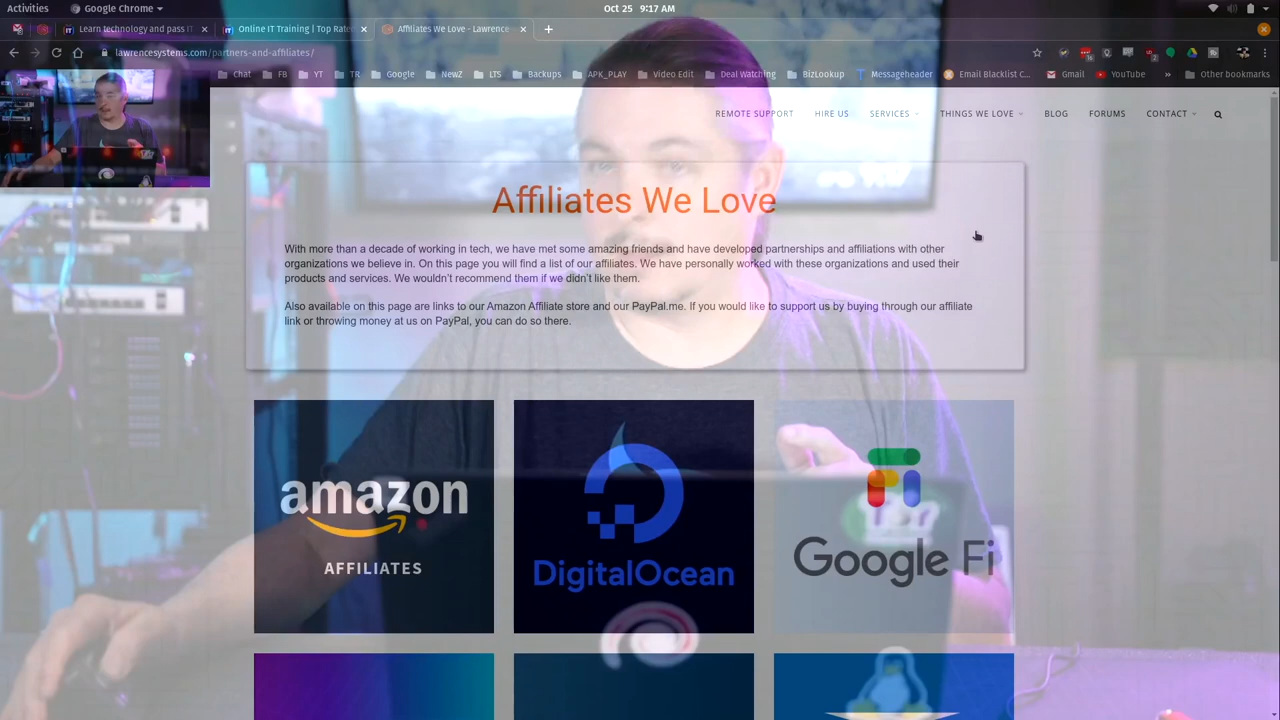 Activities
Google Chrome
Oct 25 9:17 AM
Learn technology and pass IT
Online IT Training | Top Rate
Affiliates We Love - Lawrence
lawrencesystems.com/partners-and-affiliates/
Chat FB YT TR Google NewZ LTS Backups APK_PLAY Video Edit Deal Watching BizLookup Messageheader Email Blacklist C... Gmail YouTube » Other bookmarks
REMOTE SUPPORT HIRE US SERVICES THINGS WE LOVE BLOG FORUMS CONTACT
Affiliates We Love
With more than a decade of working in tech, we have met some amazing friends and have developed partnerships and affiliations with other
organizations we believe in. On this page you will find a list of our affiliates. We have personally worked with these organizations and used their
products and services. We wouldn't recommend them if we didn't like them.
Also available on this page are links to our Amazon Affiliate store and our PayPal.me. If you would like to support us by buying through our affiliate
link or throwing money at us on PayPal, you can do so there.
amazon
AFFILIATES
DigitalOcean
Google Fi